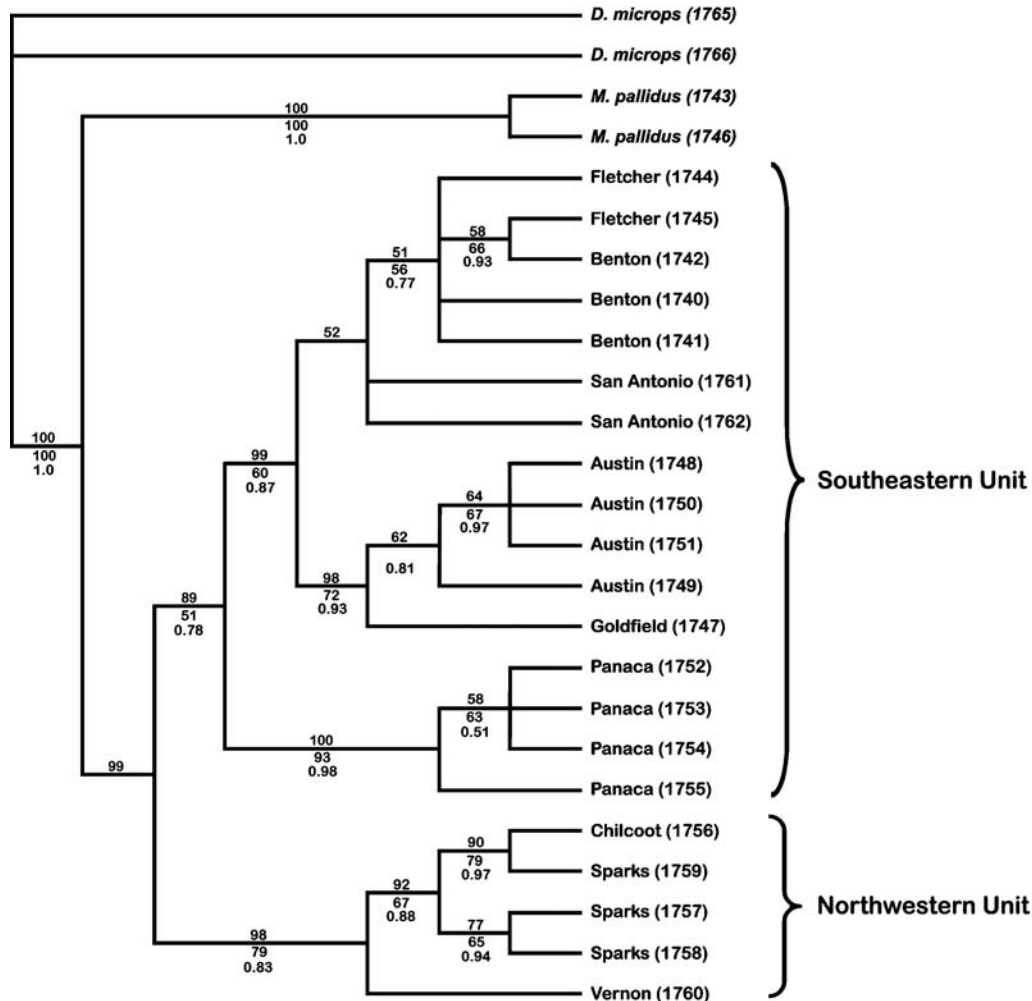 D. microps (1765)
D. microps (1766)
M. pallidus (1743)
100
100
1.0
M. pallidus (1746)
Fletcher (1744)
Fletcher (1745)
58
66
0.93
Benton (1742)
51
56
0.77
Benton (1740)
Benton (1741)
52
San Antonio (1761)
San Antonio (1762)
100
100
1.0
99
60
0.87
Austin (1748)
Southeastern Unit
64
67
0.97
Austin (1750)
Austin (1751)
62
0.81
Austin (1749)
98
72
0.93
89
51
0.78
Goldfield (1747)
Panaca (1752)
58
63
0.51
Panaca (1753)
Panaca (1754)
100
93
0.98
99
Panaca (1755)
Chilcoot (1756)
90
79
0.97
Sparks (1759)
92
67
0.88
Northwestern Unit
Sparks (1757)
77
65
0.94
98
79
0.83
Sparks (1758)
Vernon (1760)